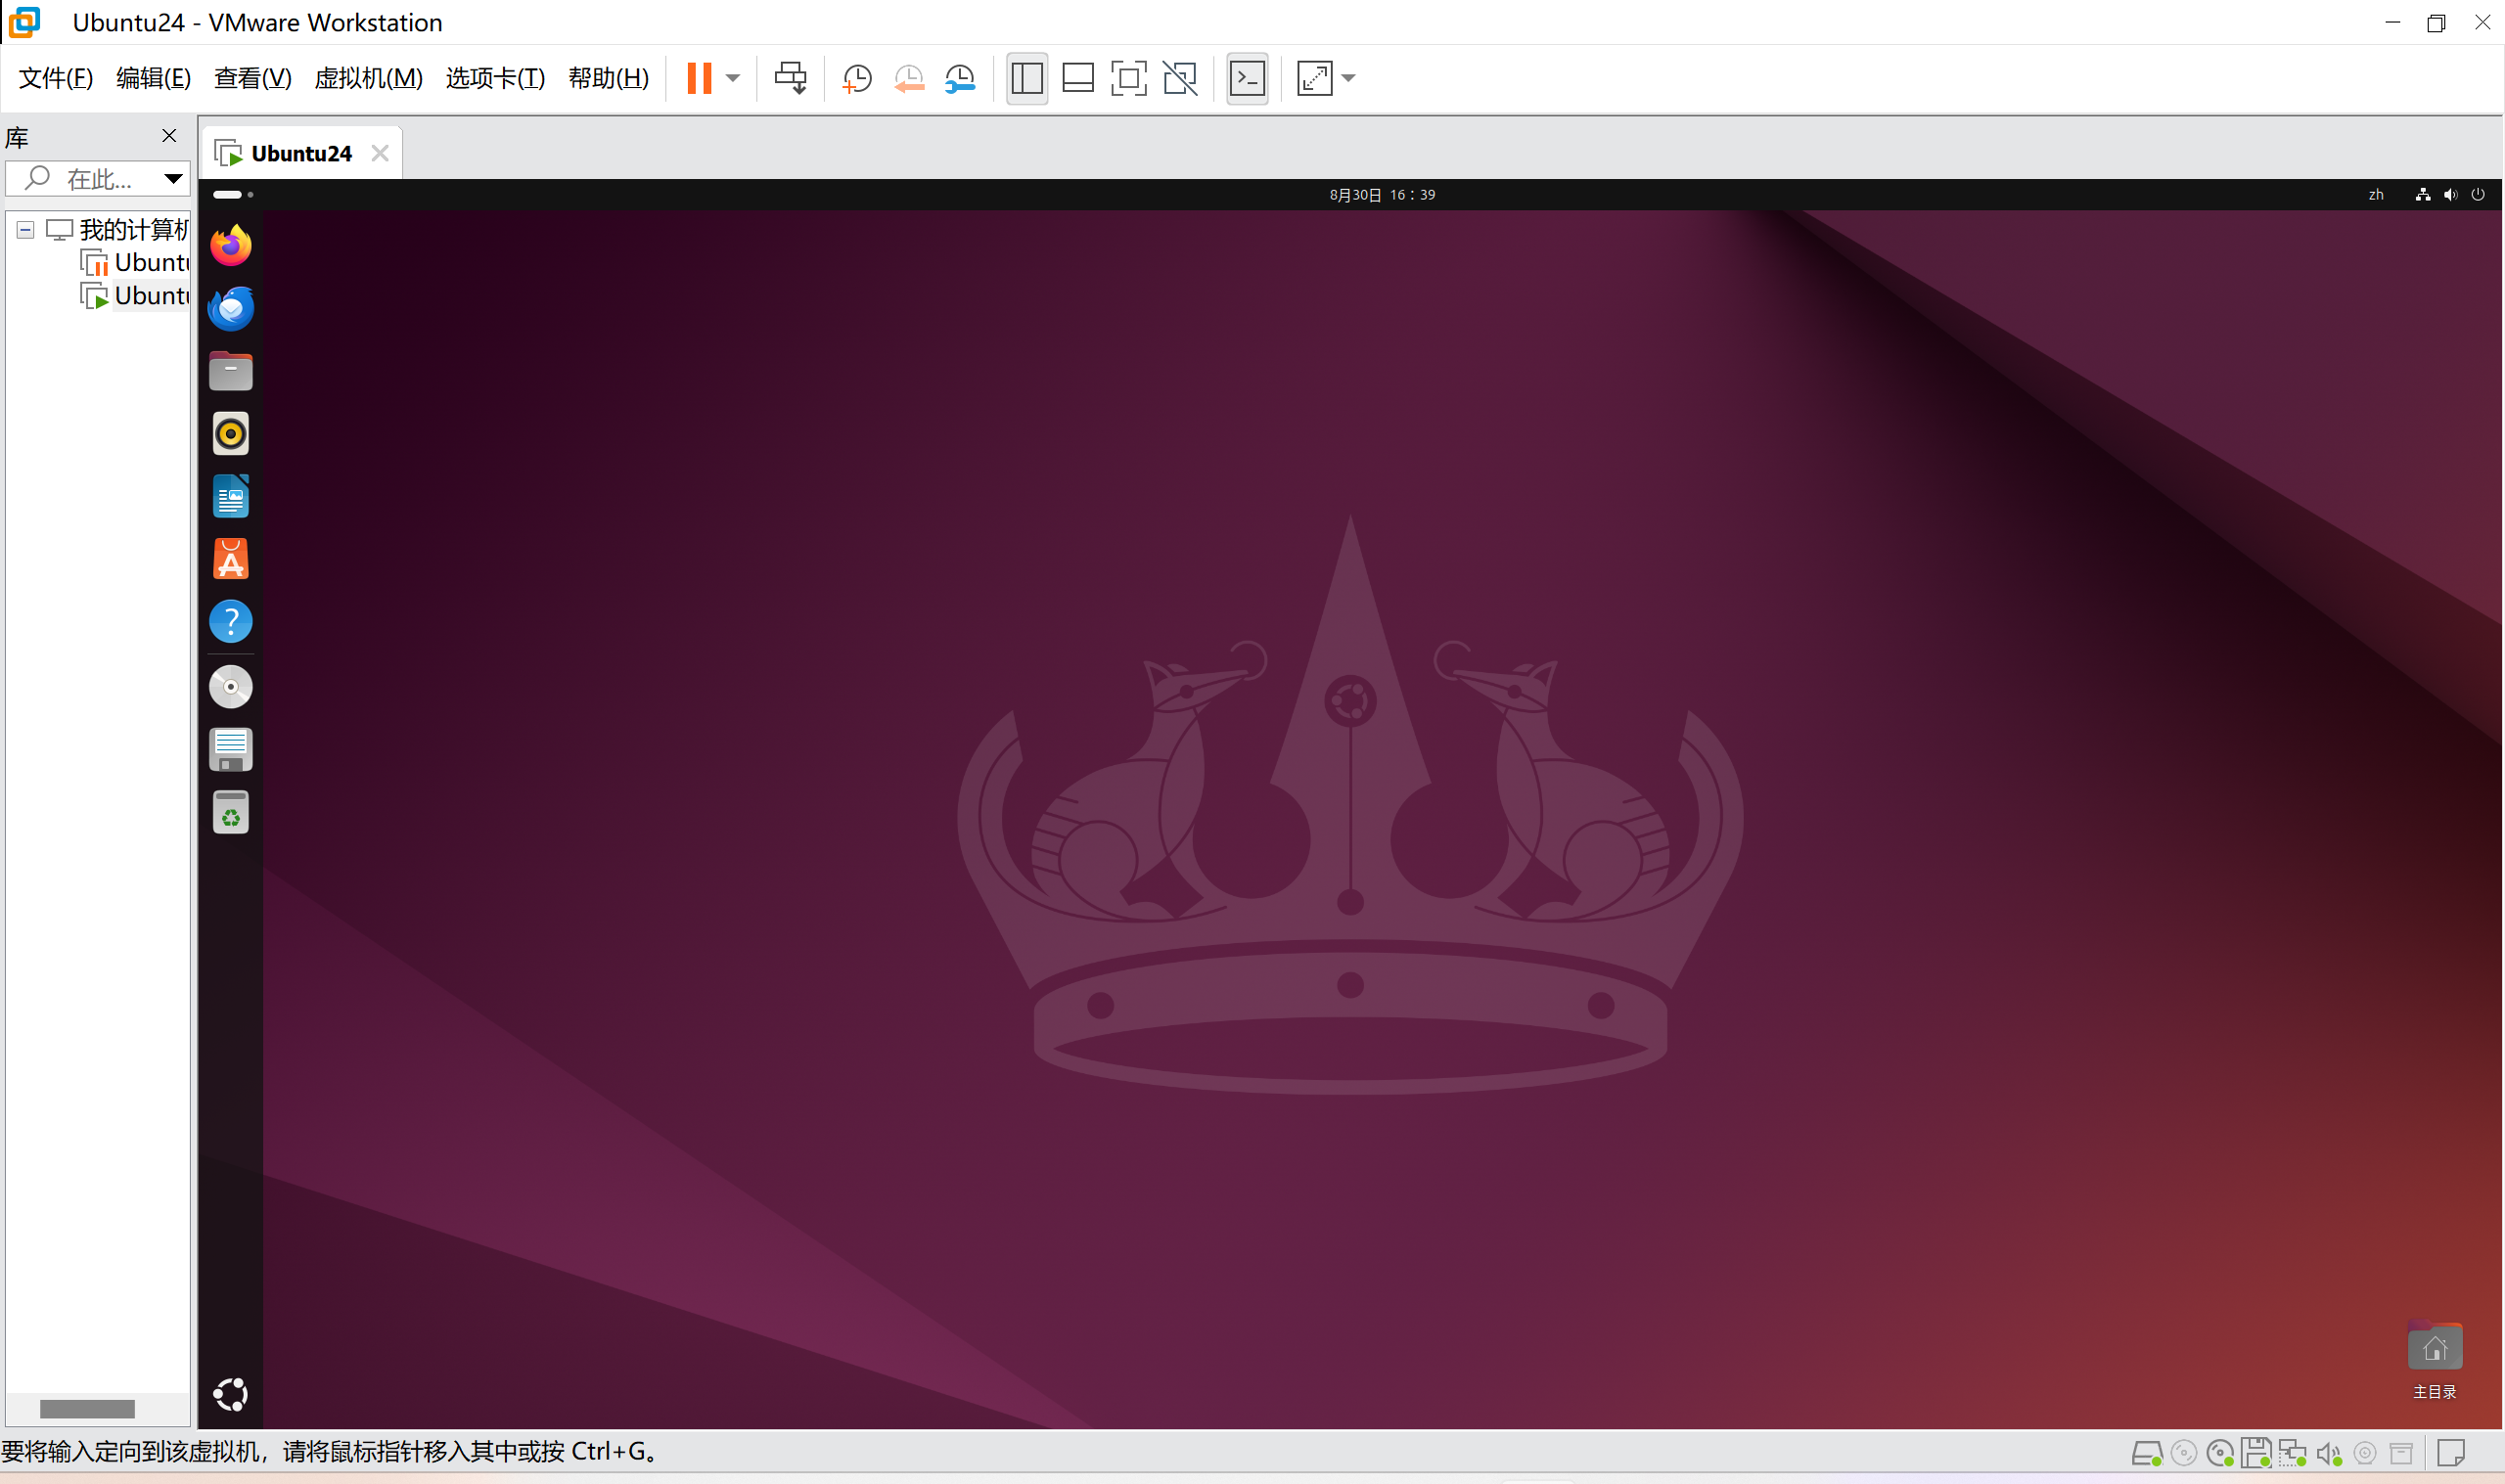 Ubuntu24 - VMware Workstation
文件(F) 编辑(E) 查看(V) 虚拟机(M) 选项卡(T) 帮助(H)
库
在此...
我的计算机
Ubuntu
Ubuntu
Ubuntu24
8月30日 16：39
zh
主目录
要将输入定向到该虚拟机，请将鼠标指针移入其中或按 Ctrl+G。